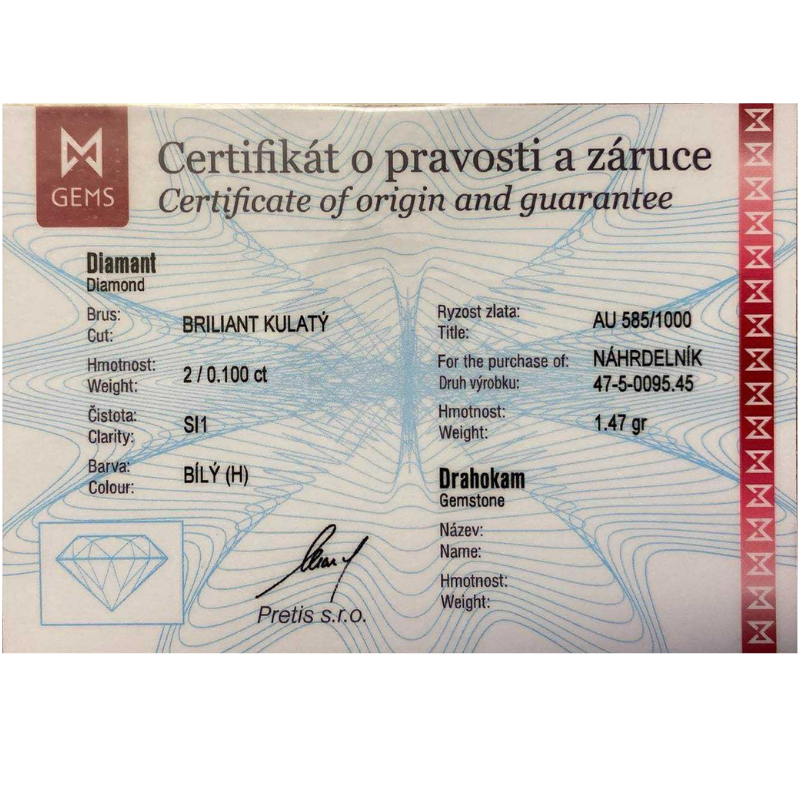 GEMS
Certifikát o pravosti a záruce
Certificate of origin and guarantee
Diamant
Diamond
Brus:
Cut:
BRILIANT KULATÝ
Hmotnost:
Weight:
2 / 0.100 ct
Čistota:
Clarity:
SI1
Barva:
Colour:
BÍLÝ (H)
Ryzost zlata:
Title:
AU 585/1000
For the purchase of:
Druh výrobku:
NÁHRDELNÍK
47-5-0095.45
Hmotnost:
Weight:
1.47 gr
Drahokam
Gemstone
Název:
Name:
Hmotnost:
Weight:
Pretis s.r.o.